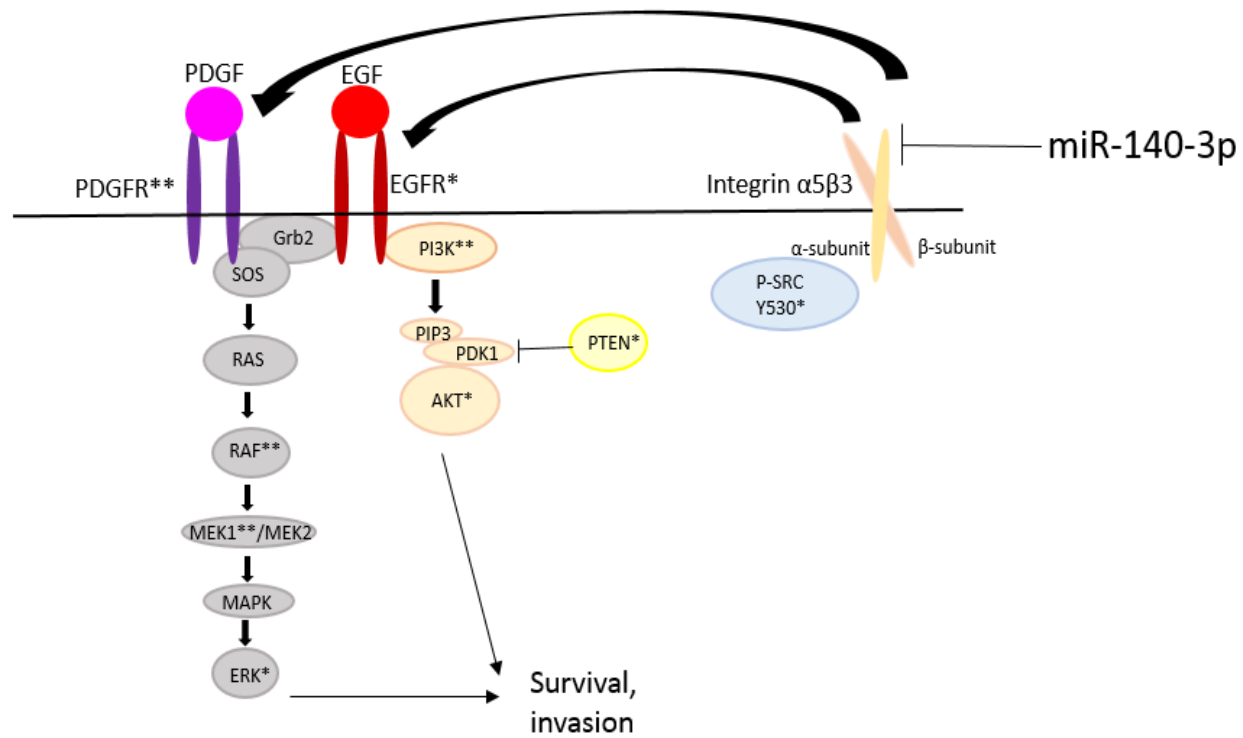 PDGF
EGF
miR-140-3p
PDGFR**
EGFR*
Integrin α5β3
Grb2
PI3K**
α-subunit
β-subunit
SOS
P-SRC
Y530*
PIP3
PDK1
PTEN*
RAS
AKT*
RAF**
MEK1**/MEK2
MAPK
ERK*
Survival,
invasion